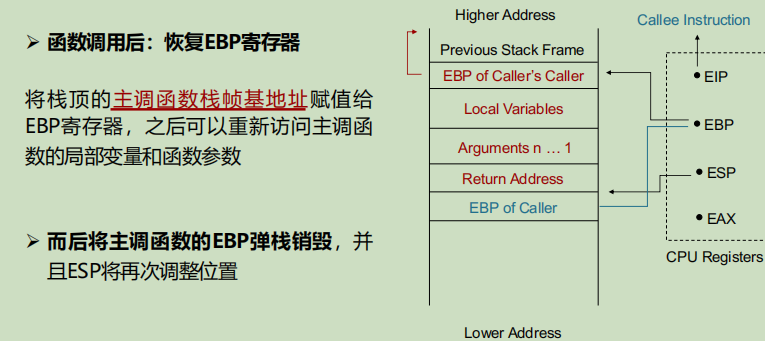 ➢ 函数调用后：恢复EBP寄存器
将栈顶的主调函数栈帧基地址赋值给
EBP寄存器，之后可以重新访问主调函
数的局部变量和函数参数
➢ 而后将主调函数的EBP弹栈销毁，并
且ESP将再次调整位置
Higher Address
Previous Stack Frame
EBP of Caller's Caller
Local Variables
Arguments n … 1
Return Address
EBP of Caller
Lower Address
Callee Instruction
EIP
EBP
ESP
EAX
CPU Registers